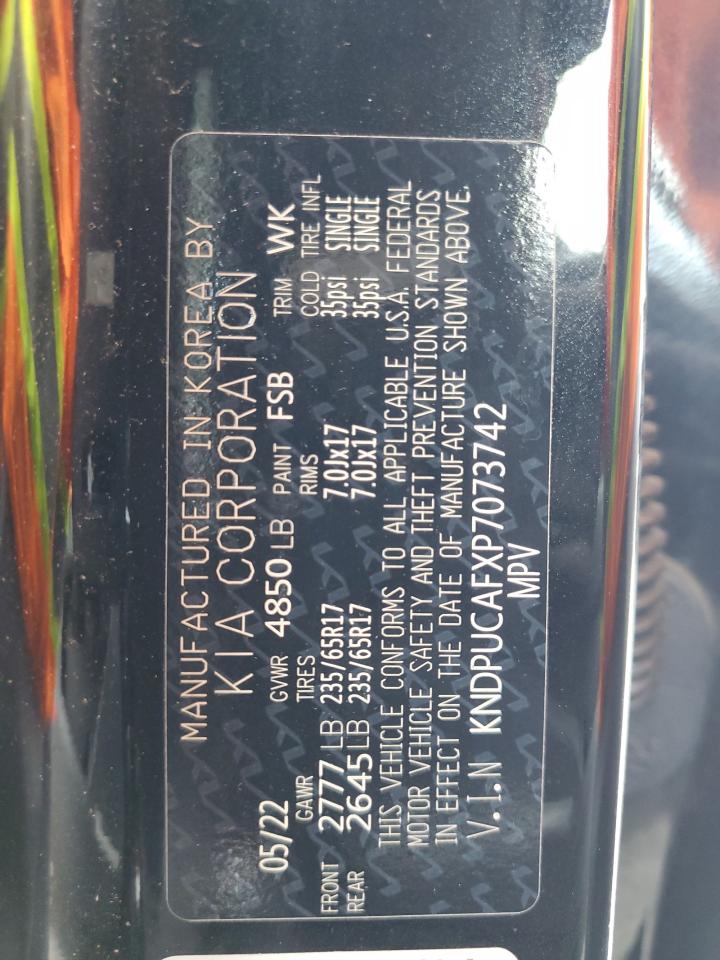 MANUFACTURED IN KOREA BY
KIA CORPORATION
05/22 GVWR 4850 LB PAINT FSB TRIM WK
GAWR TIRES RIMS COLD TIRE INFL
FRONT 2777 LB 235/65R17 7.0Jx17 35psi SINGLE
REAR 2645 LB 235/65R17 7.0Jx17 35psi SINGLE
THIS VEHICLE CONFORMS TO ALL APPLICABLE U.S.A. FEDERAL
MOTOR VEHICLE SAFETY AND THEFT PREVENTION STANDARDS
IN EFFECT ON THE DATE OF MANUFACTURE SHOWN ABOVE.
V.I.N KNDPUCAFXP7073742
MPV